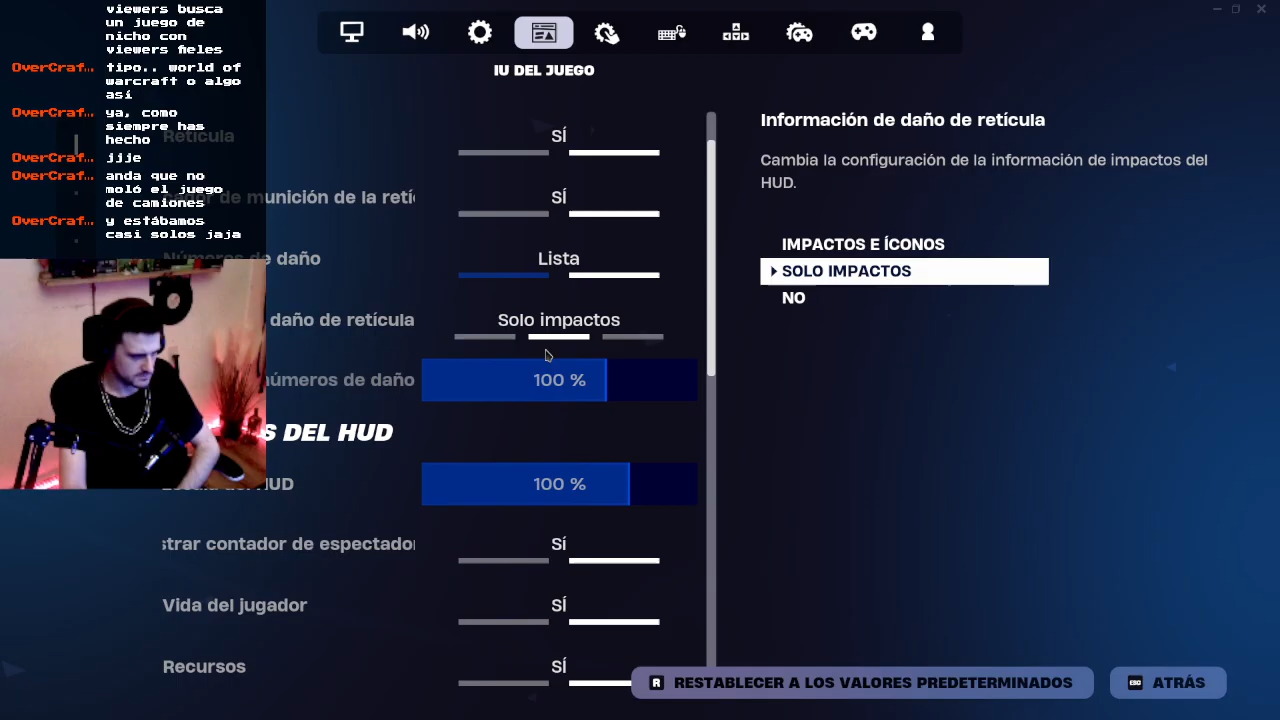 viewers busca
un juego de
nicho con
viewers fieles
OverCraf… tipo.. world of
warcraft o algo
así
OverCraf… ya, como
siempre has
hecho
OverCraf… jjje
OverCraf… anda que no
moló el juego
de camiones
OverCraf… y estábamos
casi solos jaja
IU DEL JUEGO
Retícula
SÍ
de munición de la retí
SÍ
Números de daño
Lista
daño de retícula
Solo impactos
números de daño
100 %
S DEL HUD
HUD
100 %
strar contador de espectador
SÍ
Vida del jugador
SÍ
Recursos
SÍ
Información de daño de retícula
Cambia la configuración de la información de impactos del
HUD.
IMPACTOS E ÍCONOS
SOLO IMPACTOS
NO
R RESTABLECER A LOS VALORES PREDETERMINADOS
ESC ATRÁS